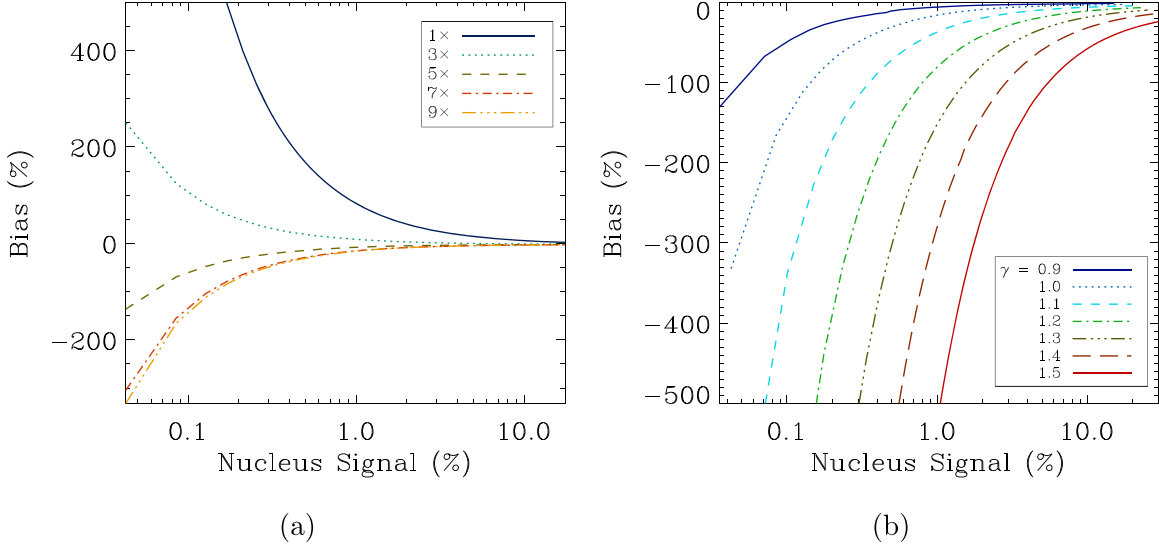 400
200
0
−200
Bias (%)
1×
3×
5×
7×
9×
0.1 1.0 10.0
Nucleus Signal (%)
(a)
0
−100
−200
−300
−400
−500
Bias (%)
γ = 0.9
1.0
1.1
1.2
1.3
1.4
1.5
0.1 1.0 10.0
Nucleus Signal (%)
(b)